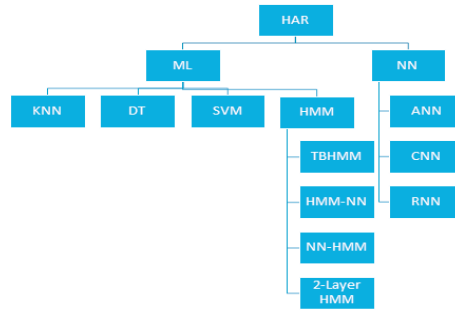 HAR
ML
NN
KNN
DT
SVM
HMM
ANN
TBHMM
CNN
HMM-NN
RNN
NN-HMM
2-Layer
HMM